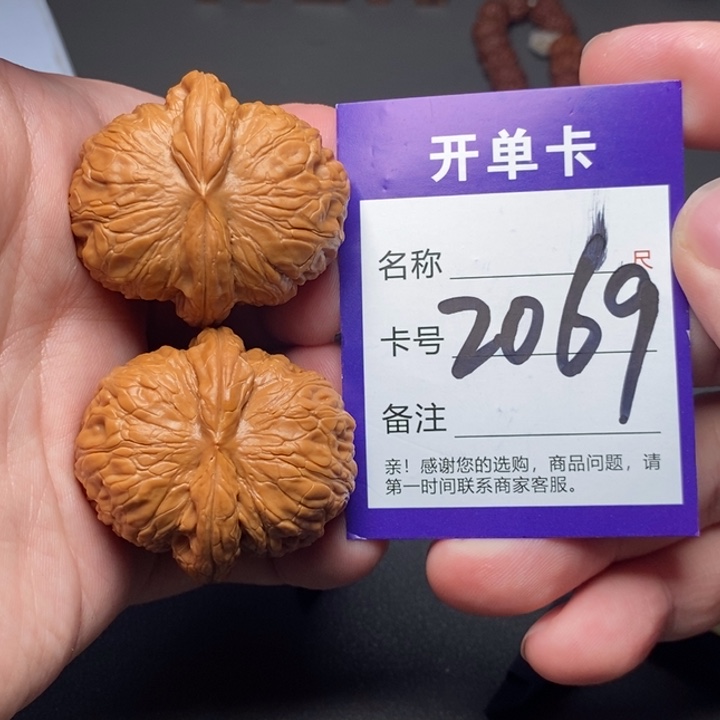 开单卡
名称 尺
卡号 2069
备注
亲！感谢您的选购，商品问题，请
第一时间联系商家客服。